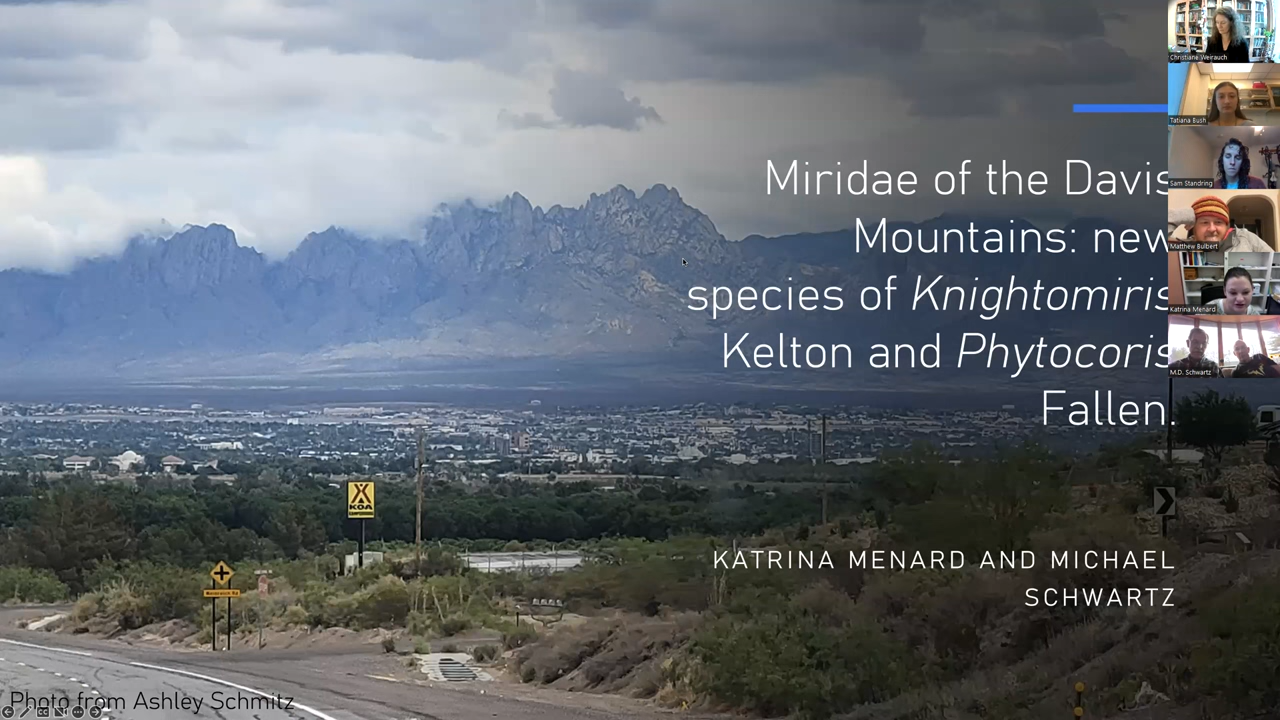 Miridae of the Davis
Mountains: new
species of Knightomiris
Kelton and Phytocoris
Fallen.
KATRINA MENARD AND MICHAEL
SCHWARTZ
Photo from Ashley Schmitz
KOA
Christiane Weirauch
Tatiana Bush
Sam Standring
Matthew Bulbert
Katrina Menard
M.D. Schwartz